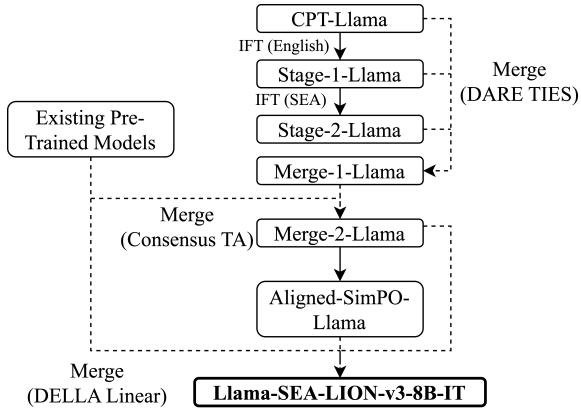 CPT-Llama
IFT (English)
Stage-1-Llama
Merge
(DARE TIES)
IFT (SEA)
Existing Pre-
Trained Models
Stage-2-Llama
Merge-1-Llama
Merge
(Consensus TA)
Merge-2-Llama
Aligned-SimPO-
Llama
Merge
(DELLA Linear)
Llama-SEA-LION-v3-8B-IT